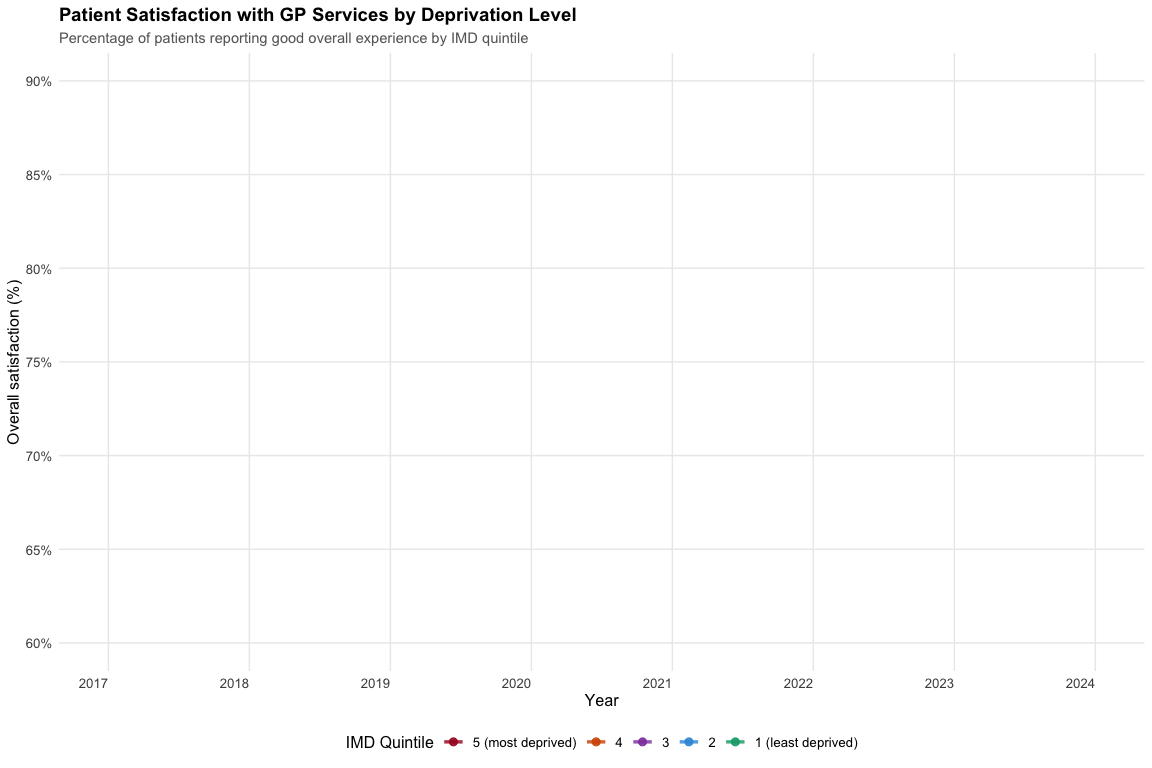 Patient Satisfaction with GP Services by Deprivation Level
Percentage of patients reporting good overall experience by IMD quintile
Overall satisfaction (%)
90%
85%
80%
75%
70%
65%
60%
2017 2018 2019 2020 2021 2022 2023 2024
Year
IMD Quintile 5 (most deprived) 4 3 2 1 (least deprived)